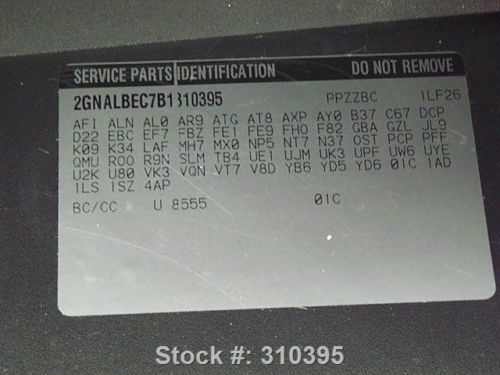 SERVICE PARTS IDENTIFICATION DO NOT REMOVE
2GNALBEC7B1310395 PPZZBC 1LF26
AF1 ALN AL0 AR9 ATG AT8 AXP AY0 B37 C67 DCP
D22 EBC EF7 FBZ FE1 FE9 FHO F82 GBA GZL JL9
K09 K34 LAF MH7 MX0 NP5 NT7 N37 OST PCP PFF
QMU R00 R9N SLM TB4 UE1 UJM UK3 UPF UW6 UYE
U2K U80 VK3 VQN VT7 V8D YB6 YD5 YD6 01C 1AD
1LS 1SZ 4AP
BC/CC U 8555 01C
Stock #: 310395